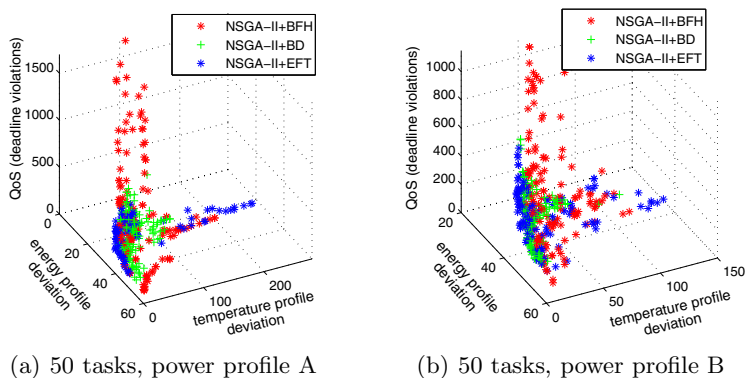 NSGA−II+BFH
NSGA−II+BD
NSGA−II+EFT
QoS (deadline violations)
1500
1000
500
0
0
20
40
60
energy profile
deviation
0
100
200
temperature profile
deviation
(a) 50 tasks, power profile A
NSGA−II+BFH
NSGA−II+BD
NSGA−II+EFT
QoS (deadline violations)
1000
800
600
400
200
0
20
40
60
energy profile
deviation
0
50
100
150
temperature profile
deviation
(b) 50 tasks, power profile B